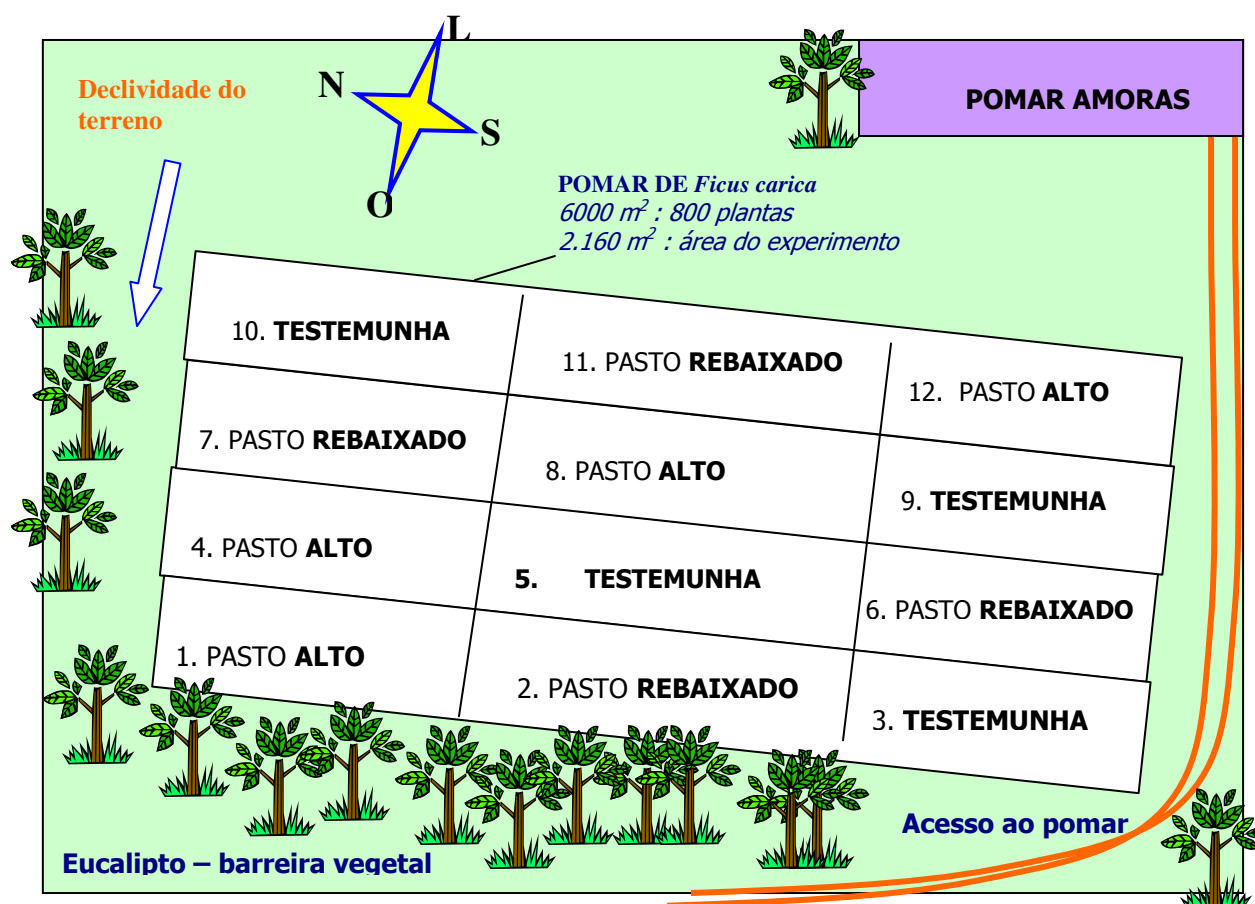 L
Declividade do
terreno
N
S
O
POMAR AMORAS
POMAR DE Ficus carica
6000 m² : 800 plantas
2.160 m² : área do experimento
10. TESTEMUNHA
11. PASTO REBAIXADO
12. PASTO ALTO
7. PASTO REBAIXADO
8. PASTO ALTO
9. TESTEMUNHA
4. PASTO ALTO
5. TESTEMUNHA
6. PASTO REBAIXADO
1. PASTO ALTO
2. PASTO REBAIXADO
3. TESTEMUNHA
Acesso ao pomar
Eucalipto – barreira vegetal